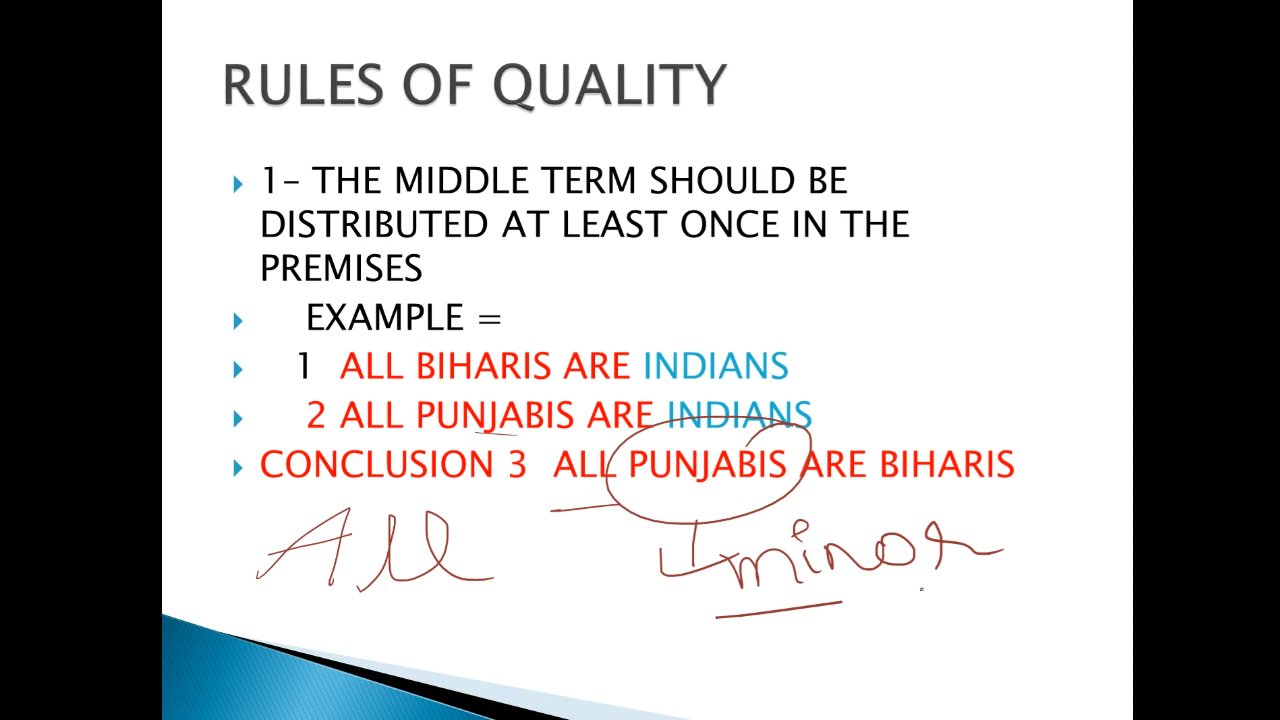 RULES OF QUALITY
1– THE MIDDLE TERM SHOULD BE
DISTRIBUTED AT LEAST ONCE IN THE
PREMISES
EXAMPLE =
1 ALL BIHARIS ARE INDIANS
2 ALL PUNJABIS ARE INDIANS
CONCLUSION 3 ALL PUNJABIS ARE BIHARIS
All minor